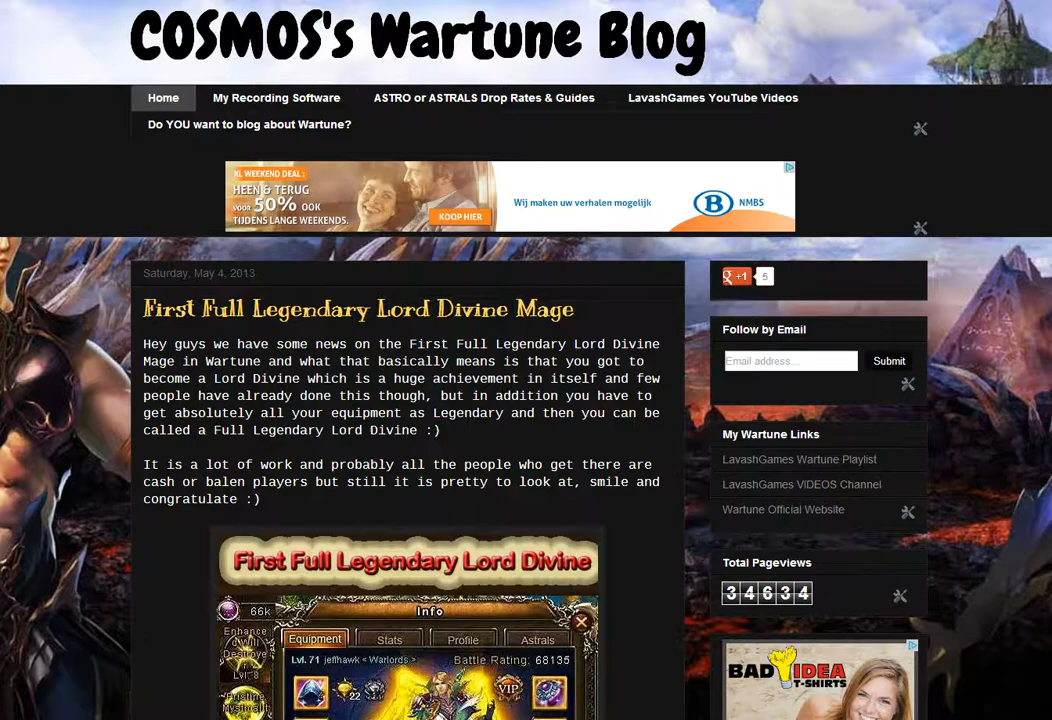 COSMOS's Wartune Blog
Home
My Recording Software
ASTRO or ASTRALS Drop Rates & Guides
LavashGames YouTube Videos
Do YOU want to blog about Wartune?
XL WEEKEND DEAL :
HEEN & TERUG
VOOR 50% OOK
TIJDENS LANGE WEEKENDS.
KOOP HIER
Wij maken uw verhalen mogelijk
B NMBS
Saturday, May 4, 2013
First Full Legendary Lord Divine Mage
Hey guys we have some news on the First Full Legendary Lord Divine
Mage in Wartune and what that basically means is that you got to
become a Lord Divine which is a huge achievement in itself and few
people have already done this though, but in addition you have to
get absolutely all your equipment as Legendary and then you can be
called a Full Legendary Lord Divine :)
It is a lot of work and probably all the people who get there are
cash or balen players but still it is pretty to look at, smile and
congratulate :)
First Full Legendary Lord Divine
66k
Info
Enhance
d Will
Destroye
Lvl. 8
Pristine
Equipment
Stats
Profile
Astrals
Lvl. 71 jeffhawk < Warlords >
Battle Rating: 68135
22
VIP
g +1
5
Follow by Email
Email address...
Submit
My Wartune Links
LavashGames Wartune Playlist
LavashGames VIDEOS Channel
Wartune Official Website
Total Pageviews
34634
BAD IDEA
T-SHIRTS